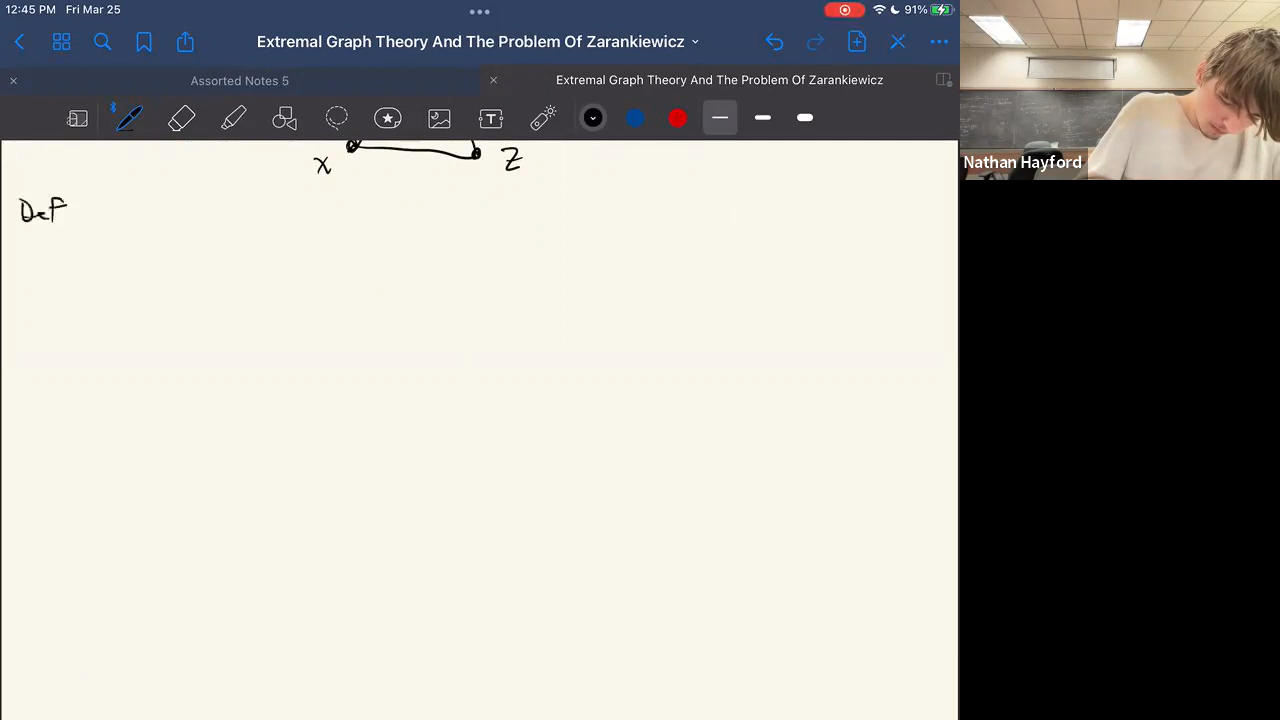 12:45 PM Fri Mar 25
91%
Extremal Graph Theory And The Problem Of Zarankiewicz
Assorted Notes 5
Extremal Graph Theory And The Problem Of Zarankiewicz
T
x z
Def
Nathan Hayford